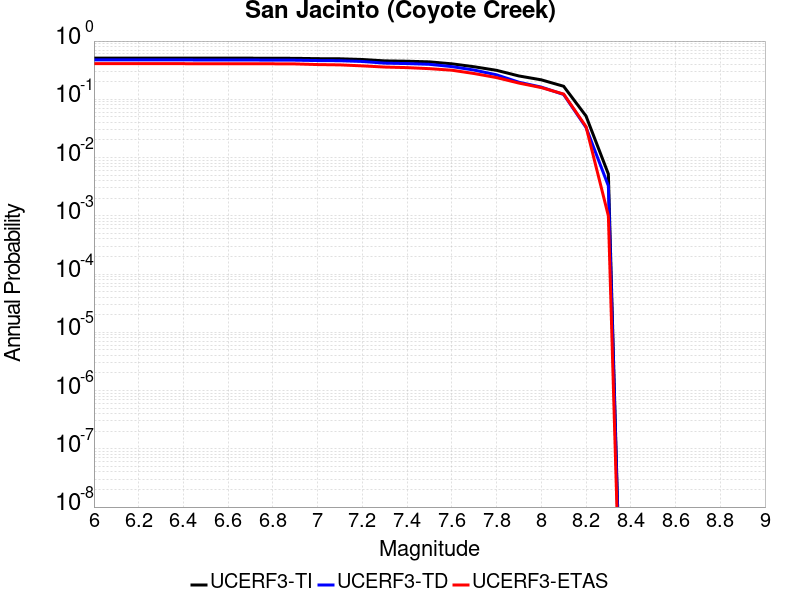 San Jacinto (Coyote Creek)
10^0
10^-1
10^-2
10^-3
10^-4
10^-5
10^-6
10^-7
10^-8
Annual Probability
6 6.2 6.4 6.6 6.8 7 7.2 7.4 7.6 7.8 8 8.2 8.4 8.6 8.8 9
Magnitude
UCERF3-TI UCERF3-TD UCERF3-ETAS